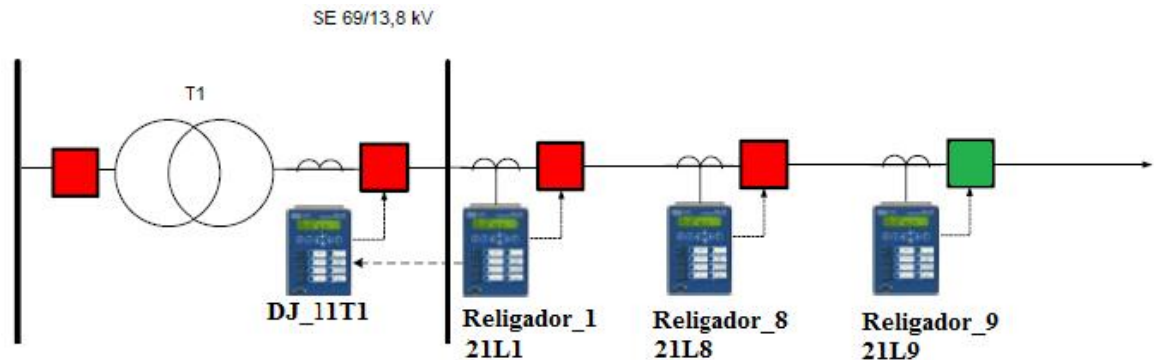 SE 69/13,8 kV
T1
DJ_11T1
Religador_1
21L1
Religador_8
21L8
Religador_9
21L9